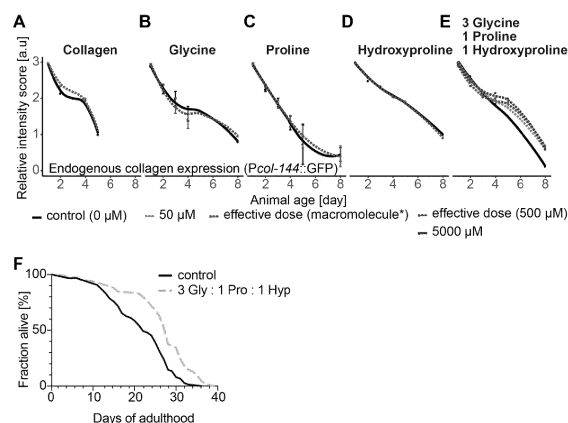 A
B
C
D
E
3 Glycine
1 Proline
1 Hydroxyproline
Collagen
Glycine
Proline
Hydroxyproline
Relative intensity score [a.u]
3
2
1
0
Endogenous collagen expression (Pcol-144::GFP)
2 4 6 8 2 4 6 8 2 4 6 8 2 4 6 8 2 4 6 8
Animal age [day]
control (0 µM)
50 µM
effective dose (macromolecule*)
effective dose (500 µM)
5000 µM
F
control
3 Gly : 1 Pro : 1 Hyp
Fraction alive [%]
100
50
0
0 10 20 30 40
Days of adulthood